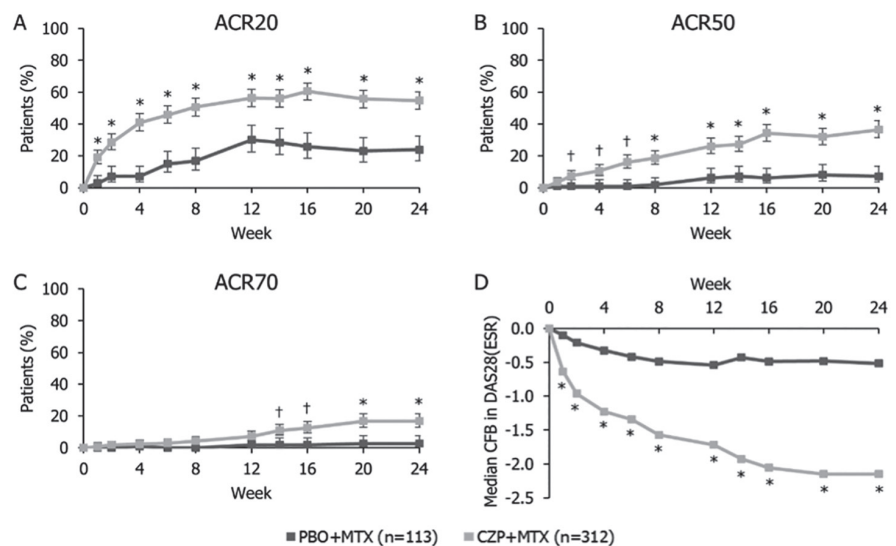 A ACR20
100
80
60
40
20
0
Patients (%)
* * * * * * * * * *
0 4 8 12 16 20 24
Week
B ACR50
100
80
60
40
20
0
Patients (%)
† † † * * * * * *
0 4 8 12 16 20 24
Week
C ACR70
100
80
60
40
20
0
Patients (%)
† † * *
0 4 8 12 16 20 24
Week
D Week
0 4 8 12 16 20 24
0.0
-0.5
-1.0
-1.5
-2.0
-2.5
Median CFB in DAS28(ESR)
* * * * * * * * * *
PBO+MTX (n=113) CZP+MTX (n=312)